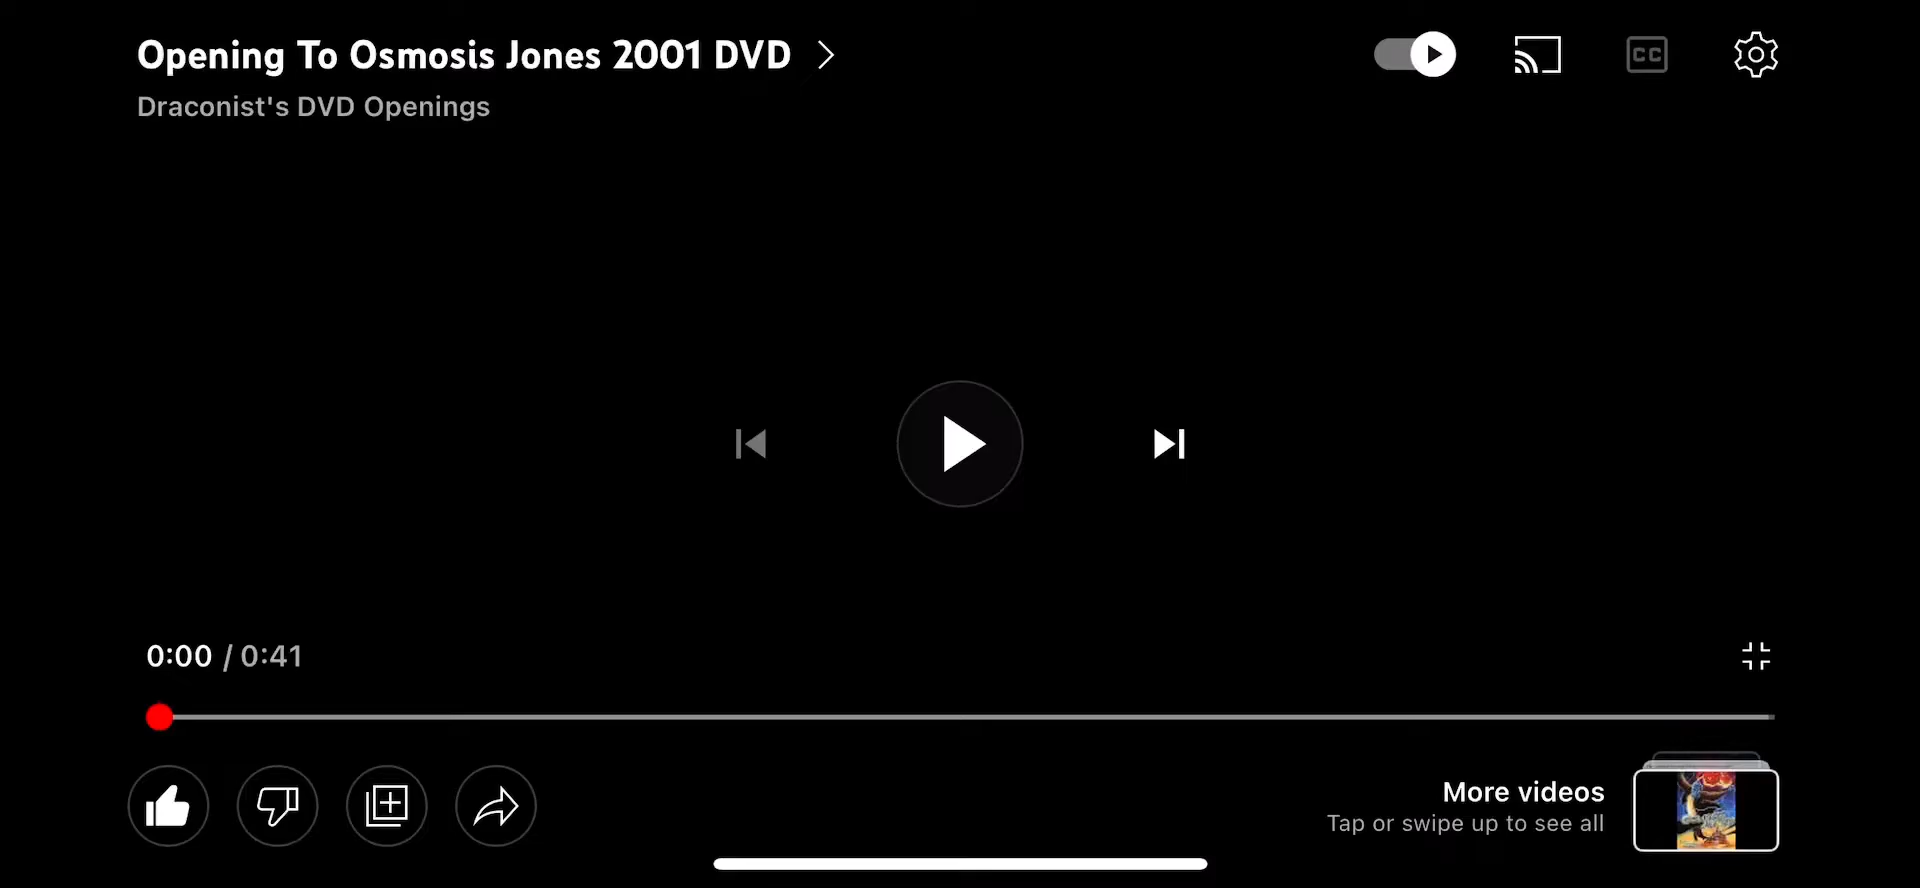 Opening To Osmosis Jones 2001 DVD
Draconist's DVD Openings
CC
0:00 / 0:41
More videos
Tap or swipe up to see all